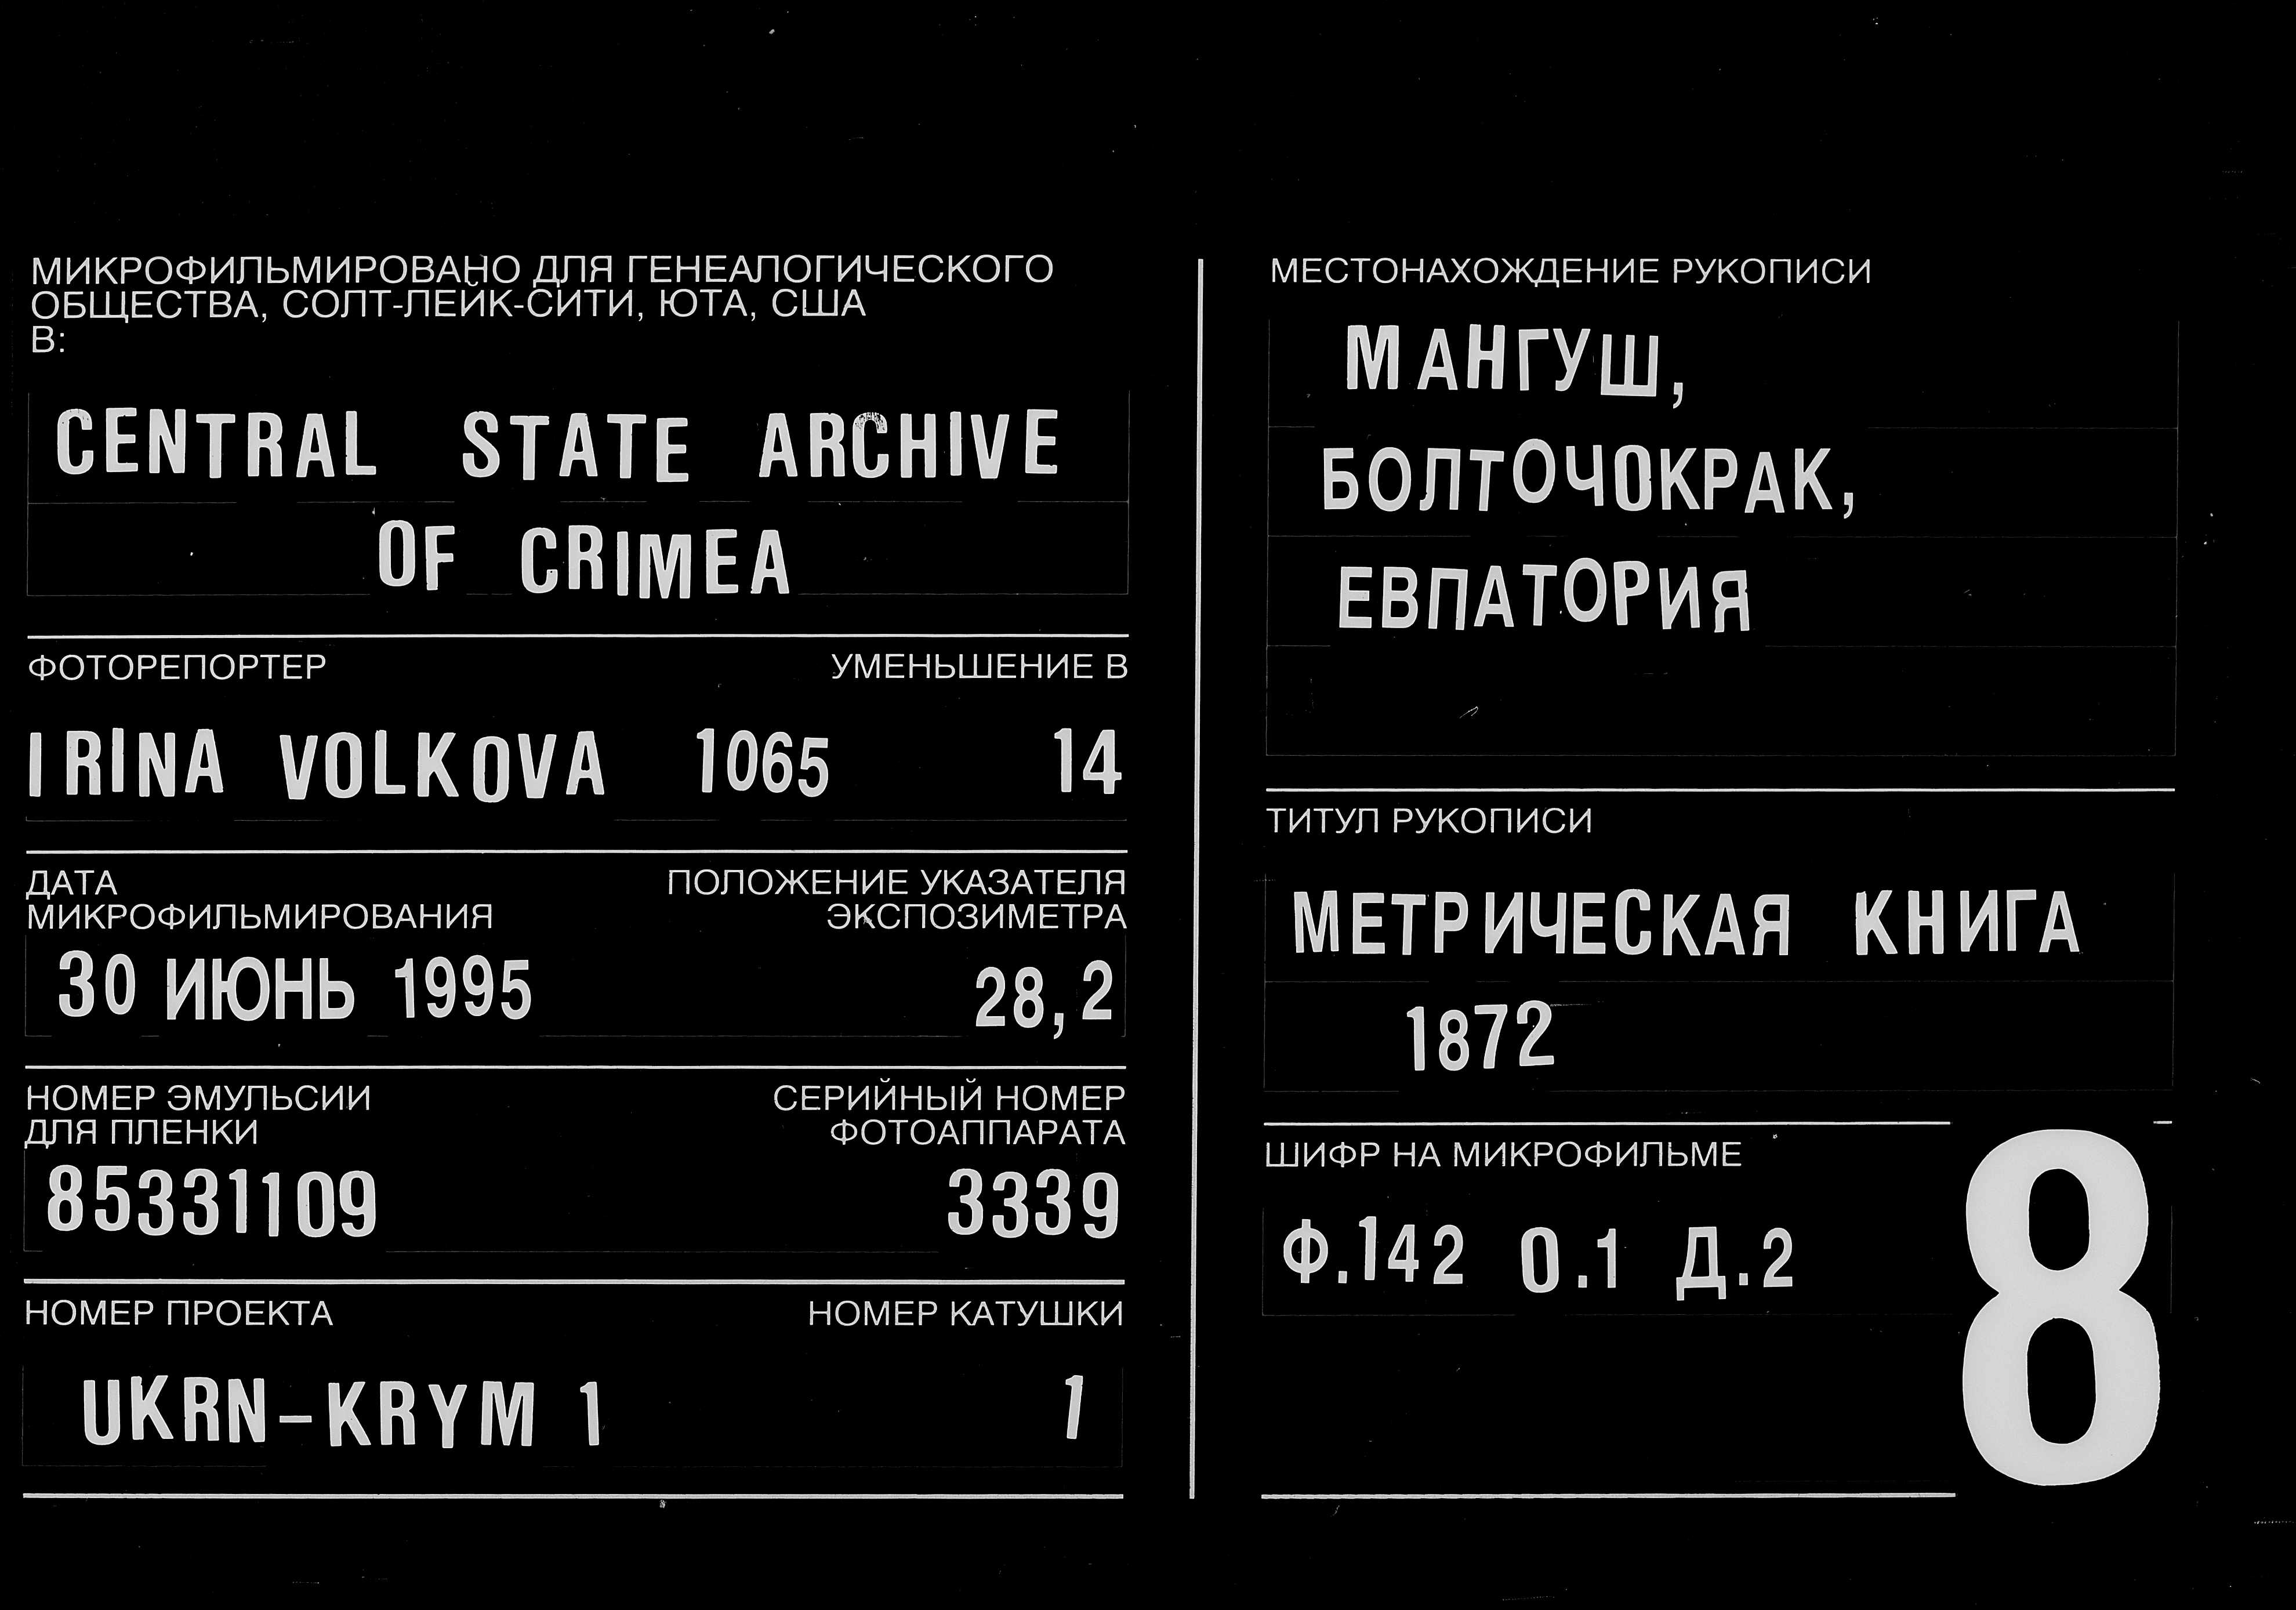 МИКРОФИЛЬМИРОВАНО ДЛЯ ГЕНЕАЛОГИЧЕСКОГО
ОБЩЕСТВА, СОЛТ-ЛЕЙК-СИТИ, ЮТА, США
В:
CENTRAL STATE ARCHIVE
OF CRIMEA
ФОТОРЕПОРТЕР УМЕНЬШЕНИЕ В
IRINA VOLKOVA 1065 14
ДАТА ПОЛОЖЕНИЕ УКАЗАТЕЛЯ
МИКРОФИЛЬМИРОВАНИЯ ЭКСПОЗИМЕТРА
30 ИЮНЬ 1995 28,2
НОМЕР ЭМУЛЬСИИ СЕРИЙНЫЙ НОМЕР
ДЛЯ ПЛЕНКИ ФОТОАППАРАТА
85331109 3339
НОМЕР ПРОЕКТА НОМЕР КАТУШКИ
UKRN-KRYM 1 1
МЕСТОНАХОЖДЕНИЕ РУКОПИСИ
МАНГУШ,
БОЛТОЧОКРАК,
ЕВПАТОРИЯ
ТИТУЛ РУКОПИСИ
МЕТРИЧЕСКАЯ КНИГА
1872
ШИФР НА МИКРОФИЛЬМЕ
Ф.142 О.1 Д.2
8